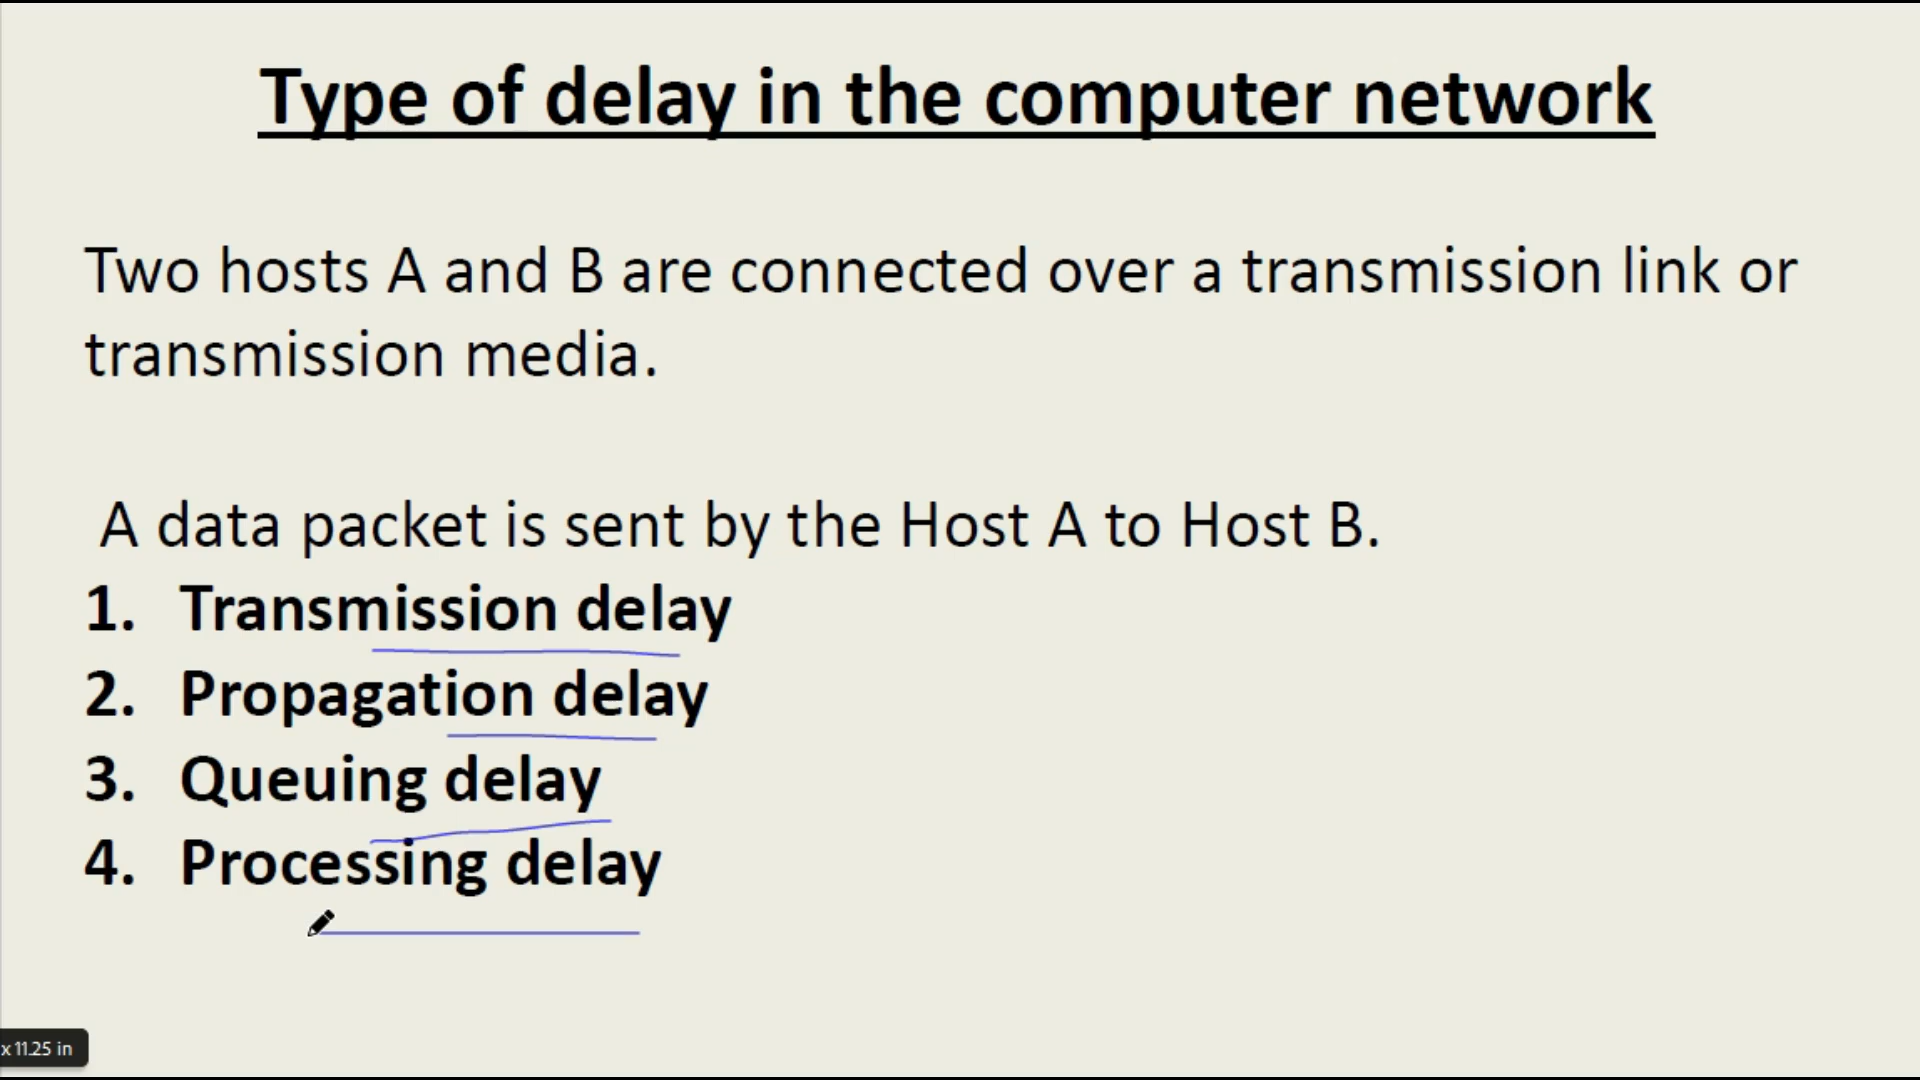 Type of delay in the computer network
Two hosts A and B are connected over a transmission link or
transmission media.
A data packet is sent by the Host A to Host B.
1. Transmission delay
2. Propagation delay
3. Queuing delay
4. Processing delay
x 11.25 in